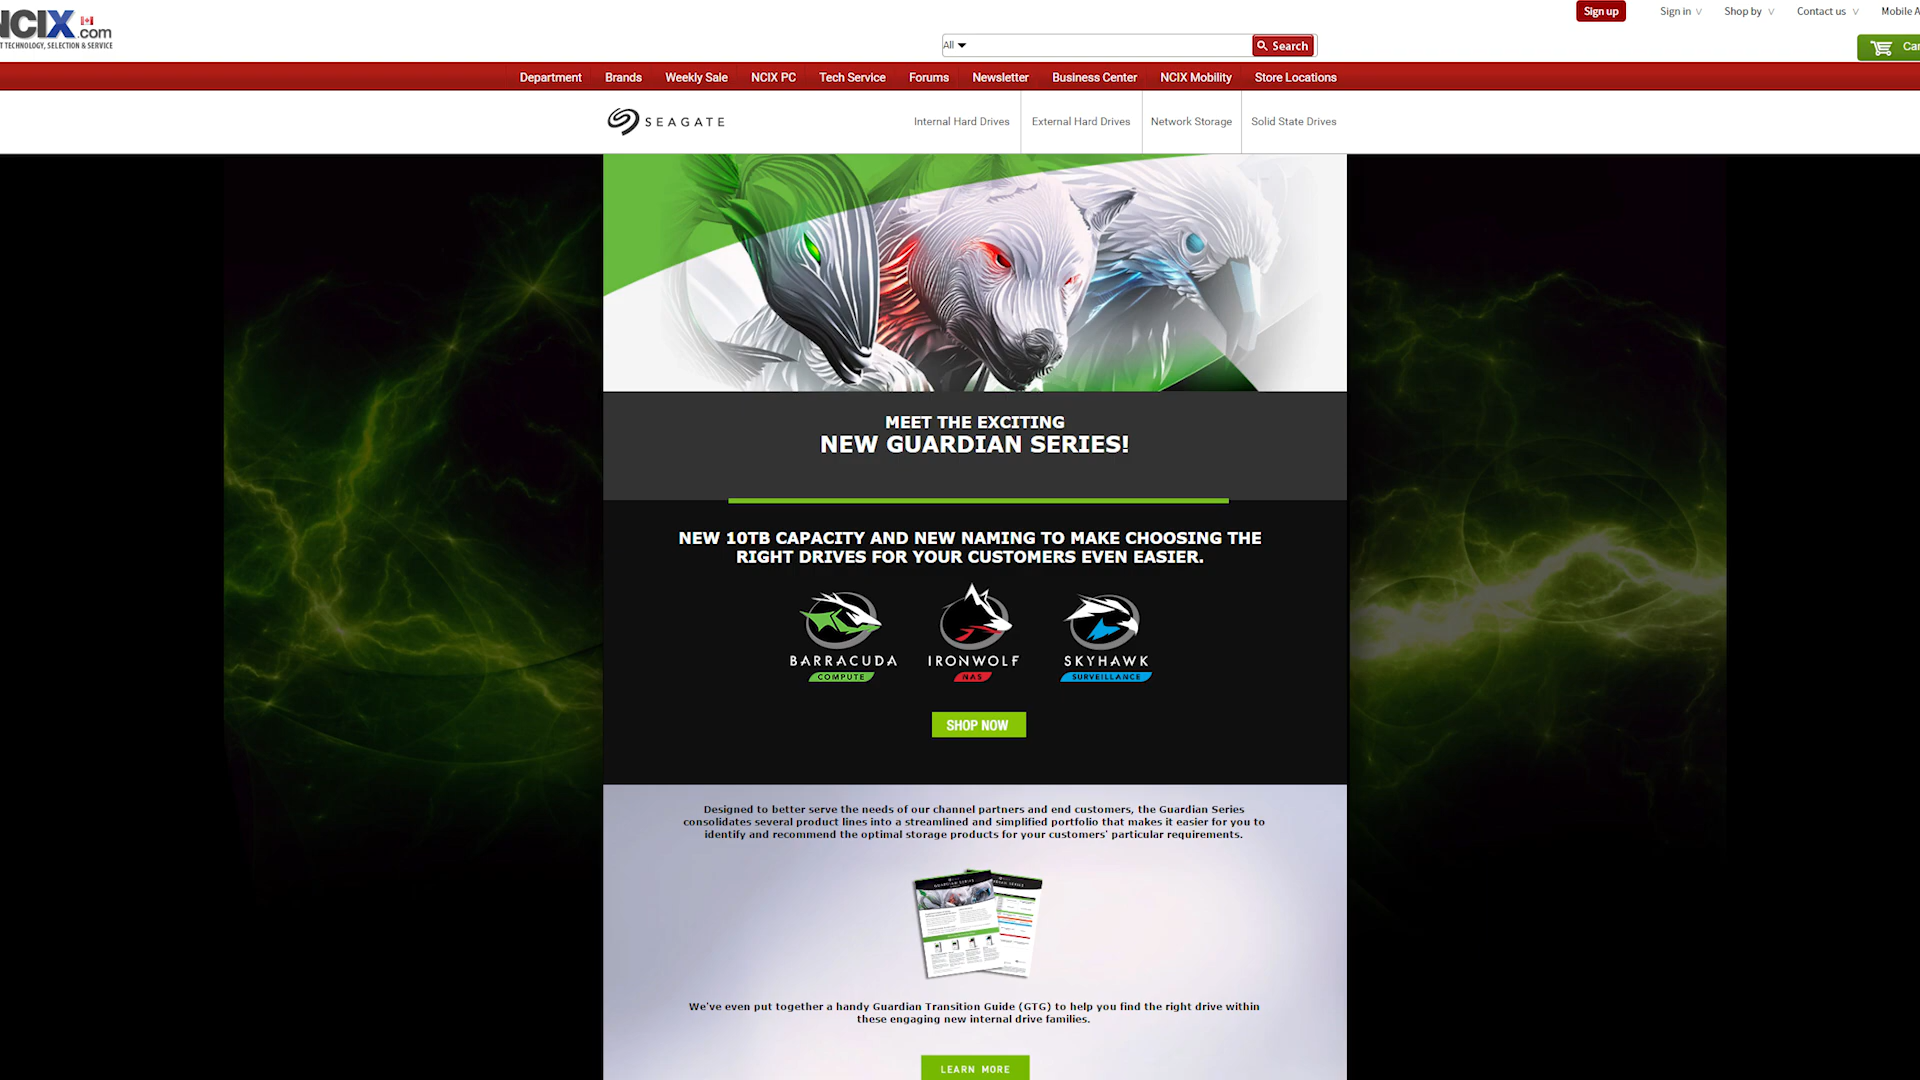 NCIX.com
T TECHNOLOGY, SELECTION & SERVICE
Sign up
Sign in
Shop by
Contact us
Mobile A
All
Search
Car
Department
Brands
Weekly Sale
NCIX PC
Tech Service
Forums
Newsletter
Business Center
NCIX Mobility
Store Locations
SEAGATE
Internal Hard Drives
External Hard Drives
Network Storage
Solid State Drives
MEET THE EXCITING
NEW GUARDIAN SERIES!
NEW 10TB CAPACITY AND NEW NAMING TO MAKE CHOOSING THE
RIGHT DRIVES FOR YOUR CUSTOMERS EVEN EASIER.
BARRACUDA
COMPUTE
IRONWOLF
NAS
SKYHAWK
SURVEILLANCE
SHOP NOW
Designed to better serve the needs of our channel partners and end customers, the Guardian Series
consolidates several product lines into a streamlined and simplified portfolio that makes it easier for you to
identify and recommend the optimal storage products for your customers' particular requirements.
GUARDIAN SERIES
We've even put together a handy Guardian Transition Guide (GTG) to help you find the right drive within
these engaging new internal drive families.
LEARN MORE